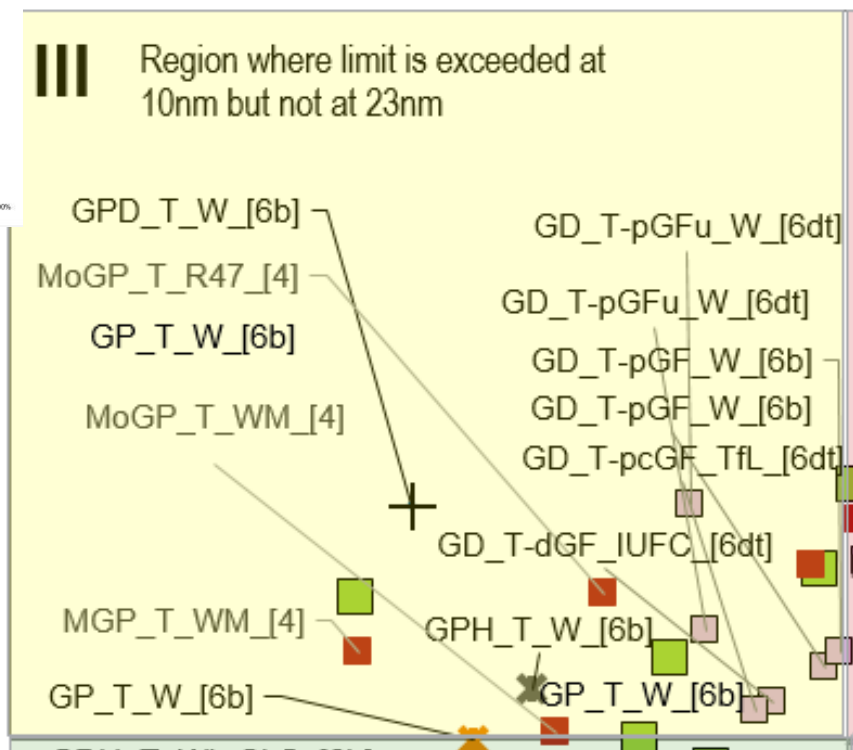 III
Region where limit is exceeded at
10nm but not at 23nm
GPD_T_W_[6b]
GD_T-pGFu_W_[6dt]
MoGP_T_R47_[4]
GD_T-pGFu_W_[6dt]
GP_T_W_[6b]
GD_T-pGF_W_[6b]
GD_T-pGF_W_[6b]
MoGP_T_WM_[4]
GD_T-pcGF_TfL_[6dt]
GD_T-dGF_IUFC_[6dt]
MGP_T_WM_[4]
GPH_T_W_[6b]
GP_T_W_[6b]
GP_T_W_[6b]